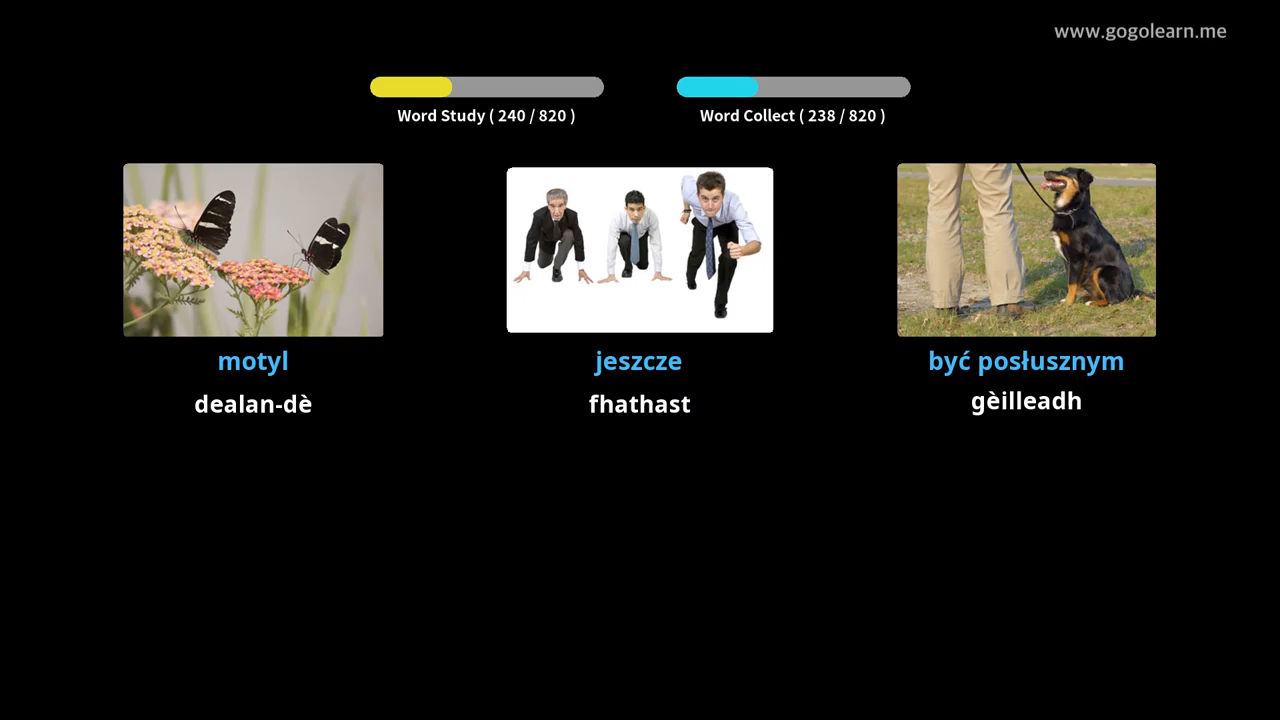 www.gogolearn.me
Word Study ( 240 / 820 )
Word Collect ( 238 / 820 )
motyl
jeszcze
być posłusznym
dealan-dè
fhathast
gèilleadh